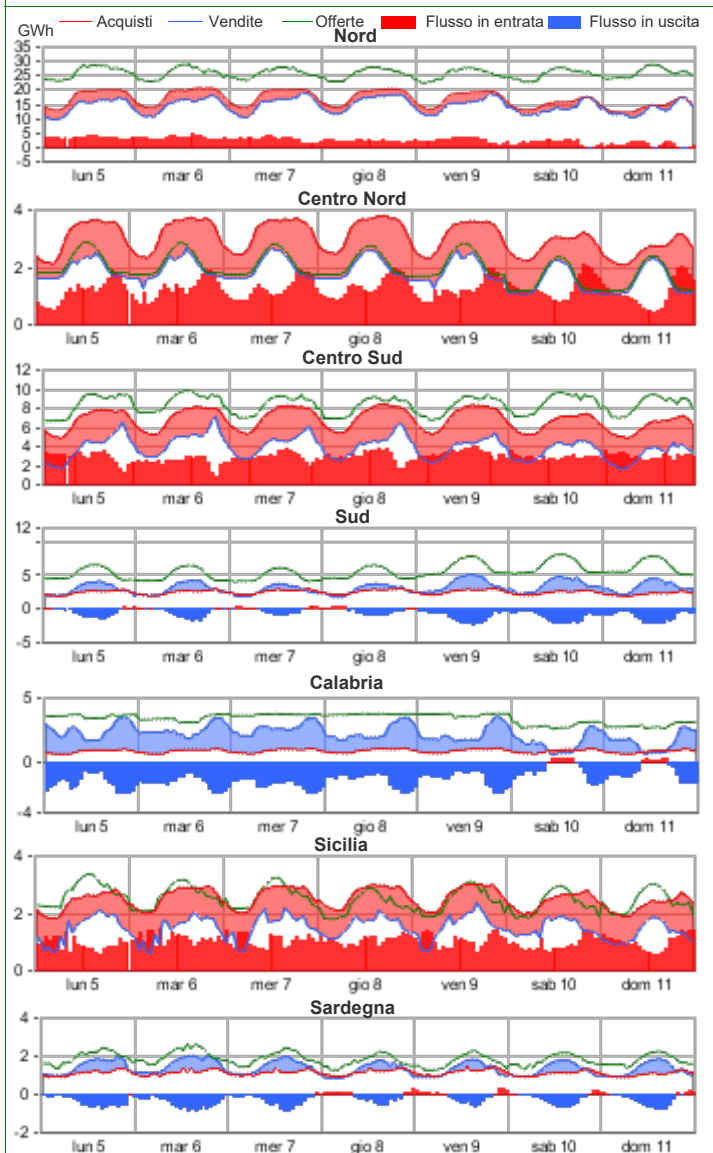 GWh Acquisti Vendite Offerte Flusso in entrata Flusso in uscita
Nord
35
30
25
20
15
10
5
0
-5
lun 5 mar 6 mer 7 gio 8 ven 9 sab 10 dom 11
Centro Nord
4
2
0
lun 5 mar 6 mer 7 gio 8 ven 9 sab 10 dom 11
Centro Sud
12
10
8
6
4
2
0
lun 5 mar 6 mer 7 gio 8 ven 9 sab 10 dom 11
Sud
12
5
0
-5
lun 5 mar 6 mer 7 gio 8 ven 9 sab 10 dom 11
Calabria
5
0
-4
lun 5 mar 6 mer 7 gio 8 ven 9 sab 10 dom 11
Sicilia
4
2
0
lun 5 mar 6 mer 7 gio 8 ven 9 sab 10 dom 11
Sardegna
4
2
0
-2
lun 5 mar 6 mer 7 gio 8 ven 9 sab 10 dom 11